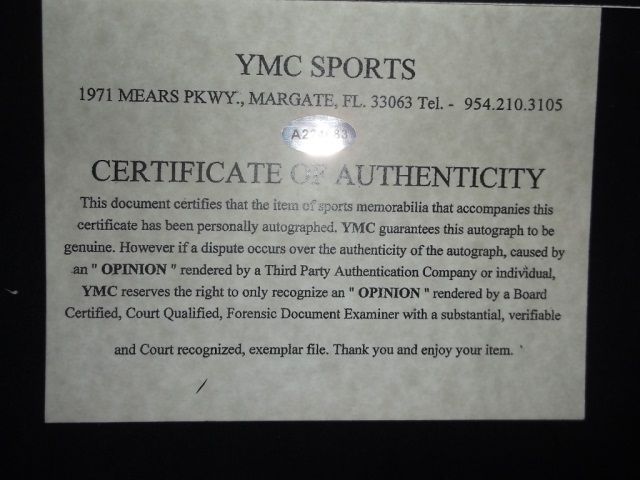 YMC SPORTS
1971 MEARS PKWY., MARGATE, FL. 33063 Tel. - 954.210.3105
CERTIFICATE OF AUTHENTICITY
This document certifies that the item of sports memorabilia that accompanies this
certificate has been personally autographed. YMC guarantees this autograph to be
genuine. However if a dispute occurs over the authenticity of the autograph, caused by
an " OPINION " rendered by a Third Party Authentication Company or individual,
YMC reserves the right to only recognize an " OPINION " rendered by a Board
Certified, Court Qualified, Forensic Document Examiner with a substantial, verifiable
and Court recognized, exemplar file. Thank you and enjoy your item.